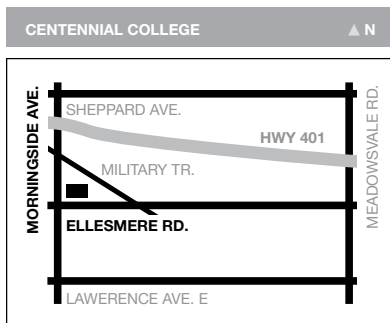 CENTENNIAL COLLEGE
▲ N
MORNINGSIDE AVE.
SHEPPARD AVE.
HWY 401
MEADOWSVALE RD.
MILITARY TR.
ELLESMERE RD.
LAWERENCE AVE. E